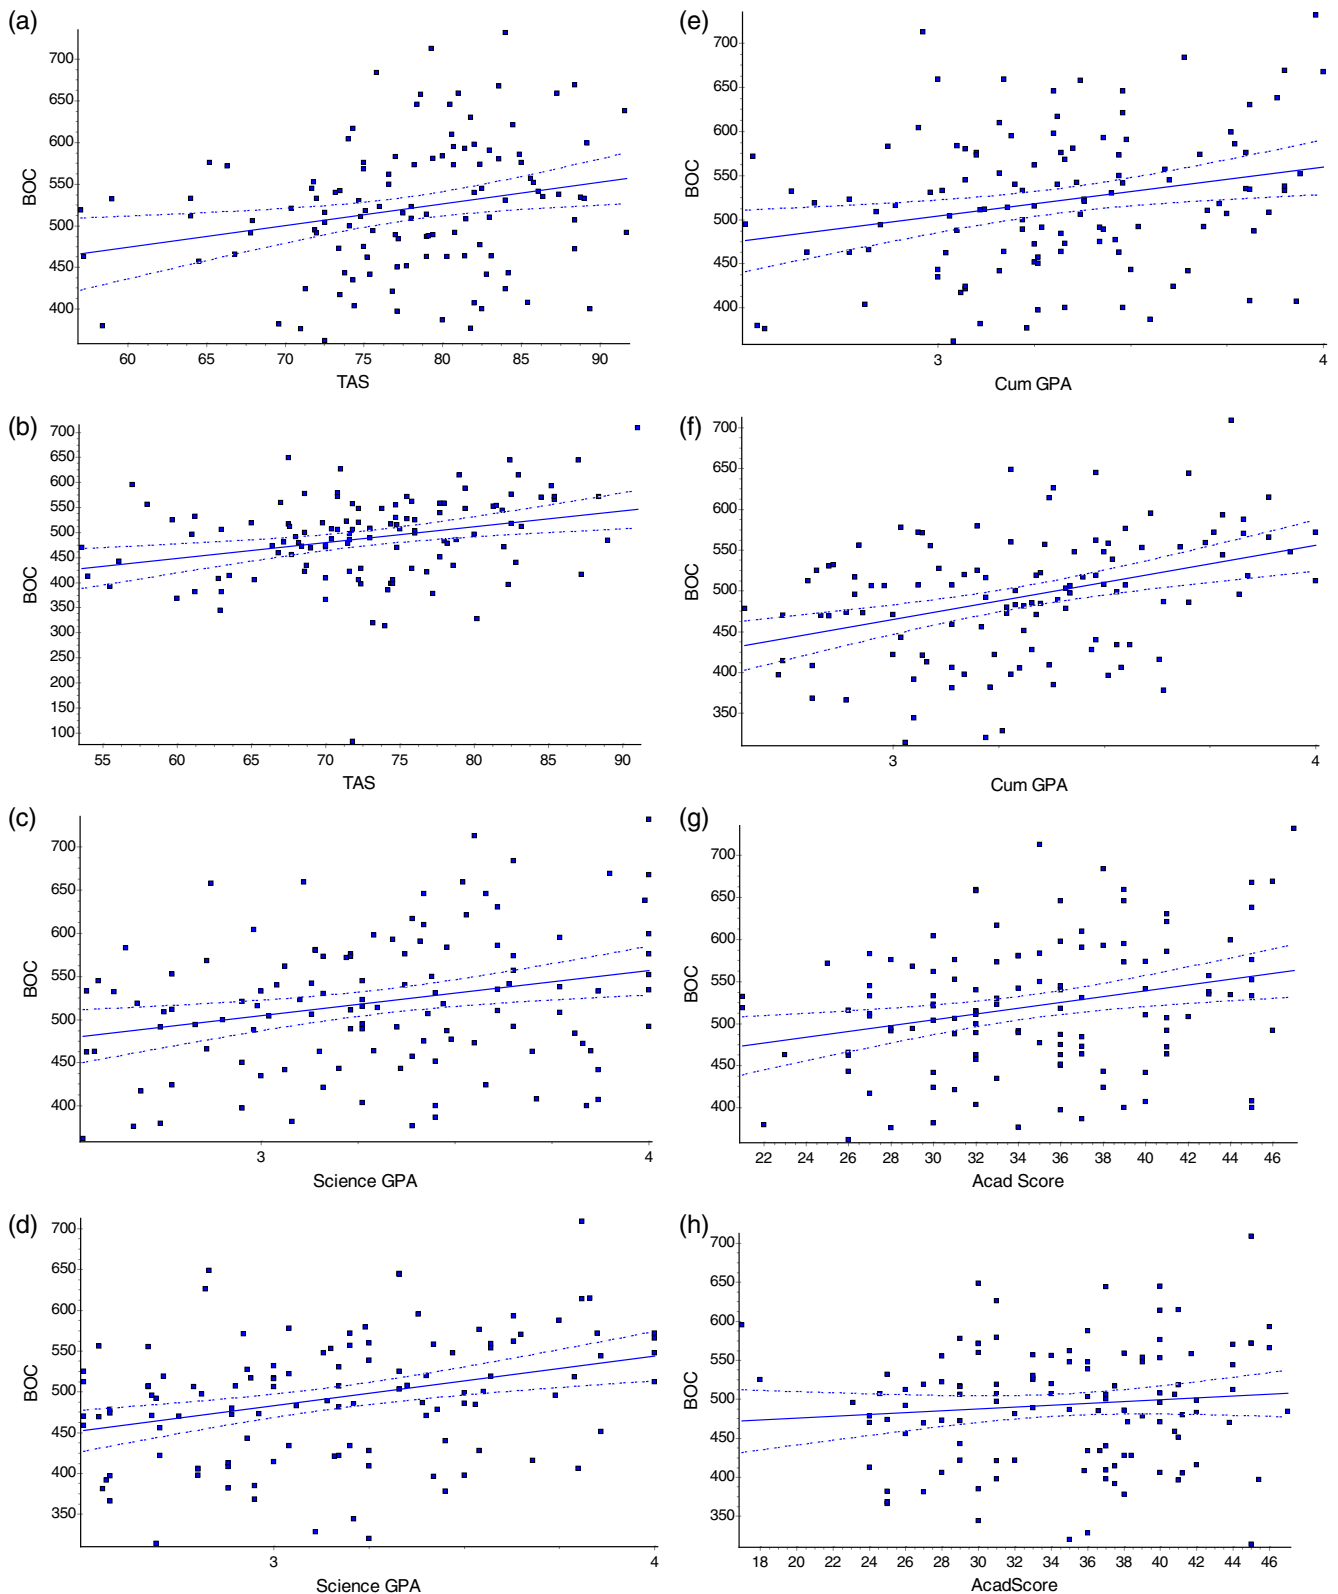 (a)
700
650
600
550
500
450
400
BOC
60 65 70 75 80 85 90
TAS
(e)
700
650
600
550
500
450
400
BOC
3 4
Cum GPA
(b)
700
650
600
550
500
450
400
350
300
250
200
150
100
BOC
55 60 65 70 75 80 85 90
TAS
(f)
700
650
600
550
500
450
400
350
BOC
3 4
Cum GPA
(c)
700
650
600
550
500
450
400
BOC
3 4
Science GPA
(g)
700
650
600
550
500
450
400
BOC
22 24 26 28 30 32 34 36 38 40 42 44 46
Acad Score
(d)
700
650
600
550
500
450
400
350
BOC
3 4
Science GPA
(h)
700
650
600
550
500
450
400
350
BOC
18 20 22 24 26 28 30 32 34 36 38 40 42 44 46
AcadScore